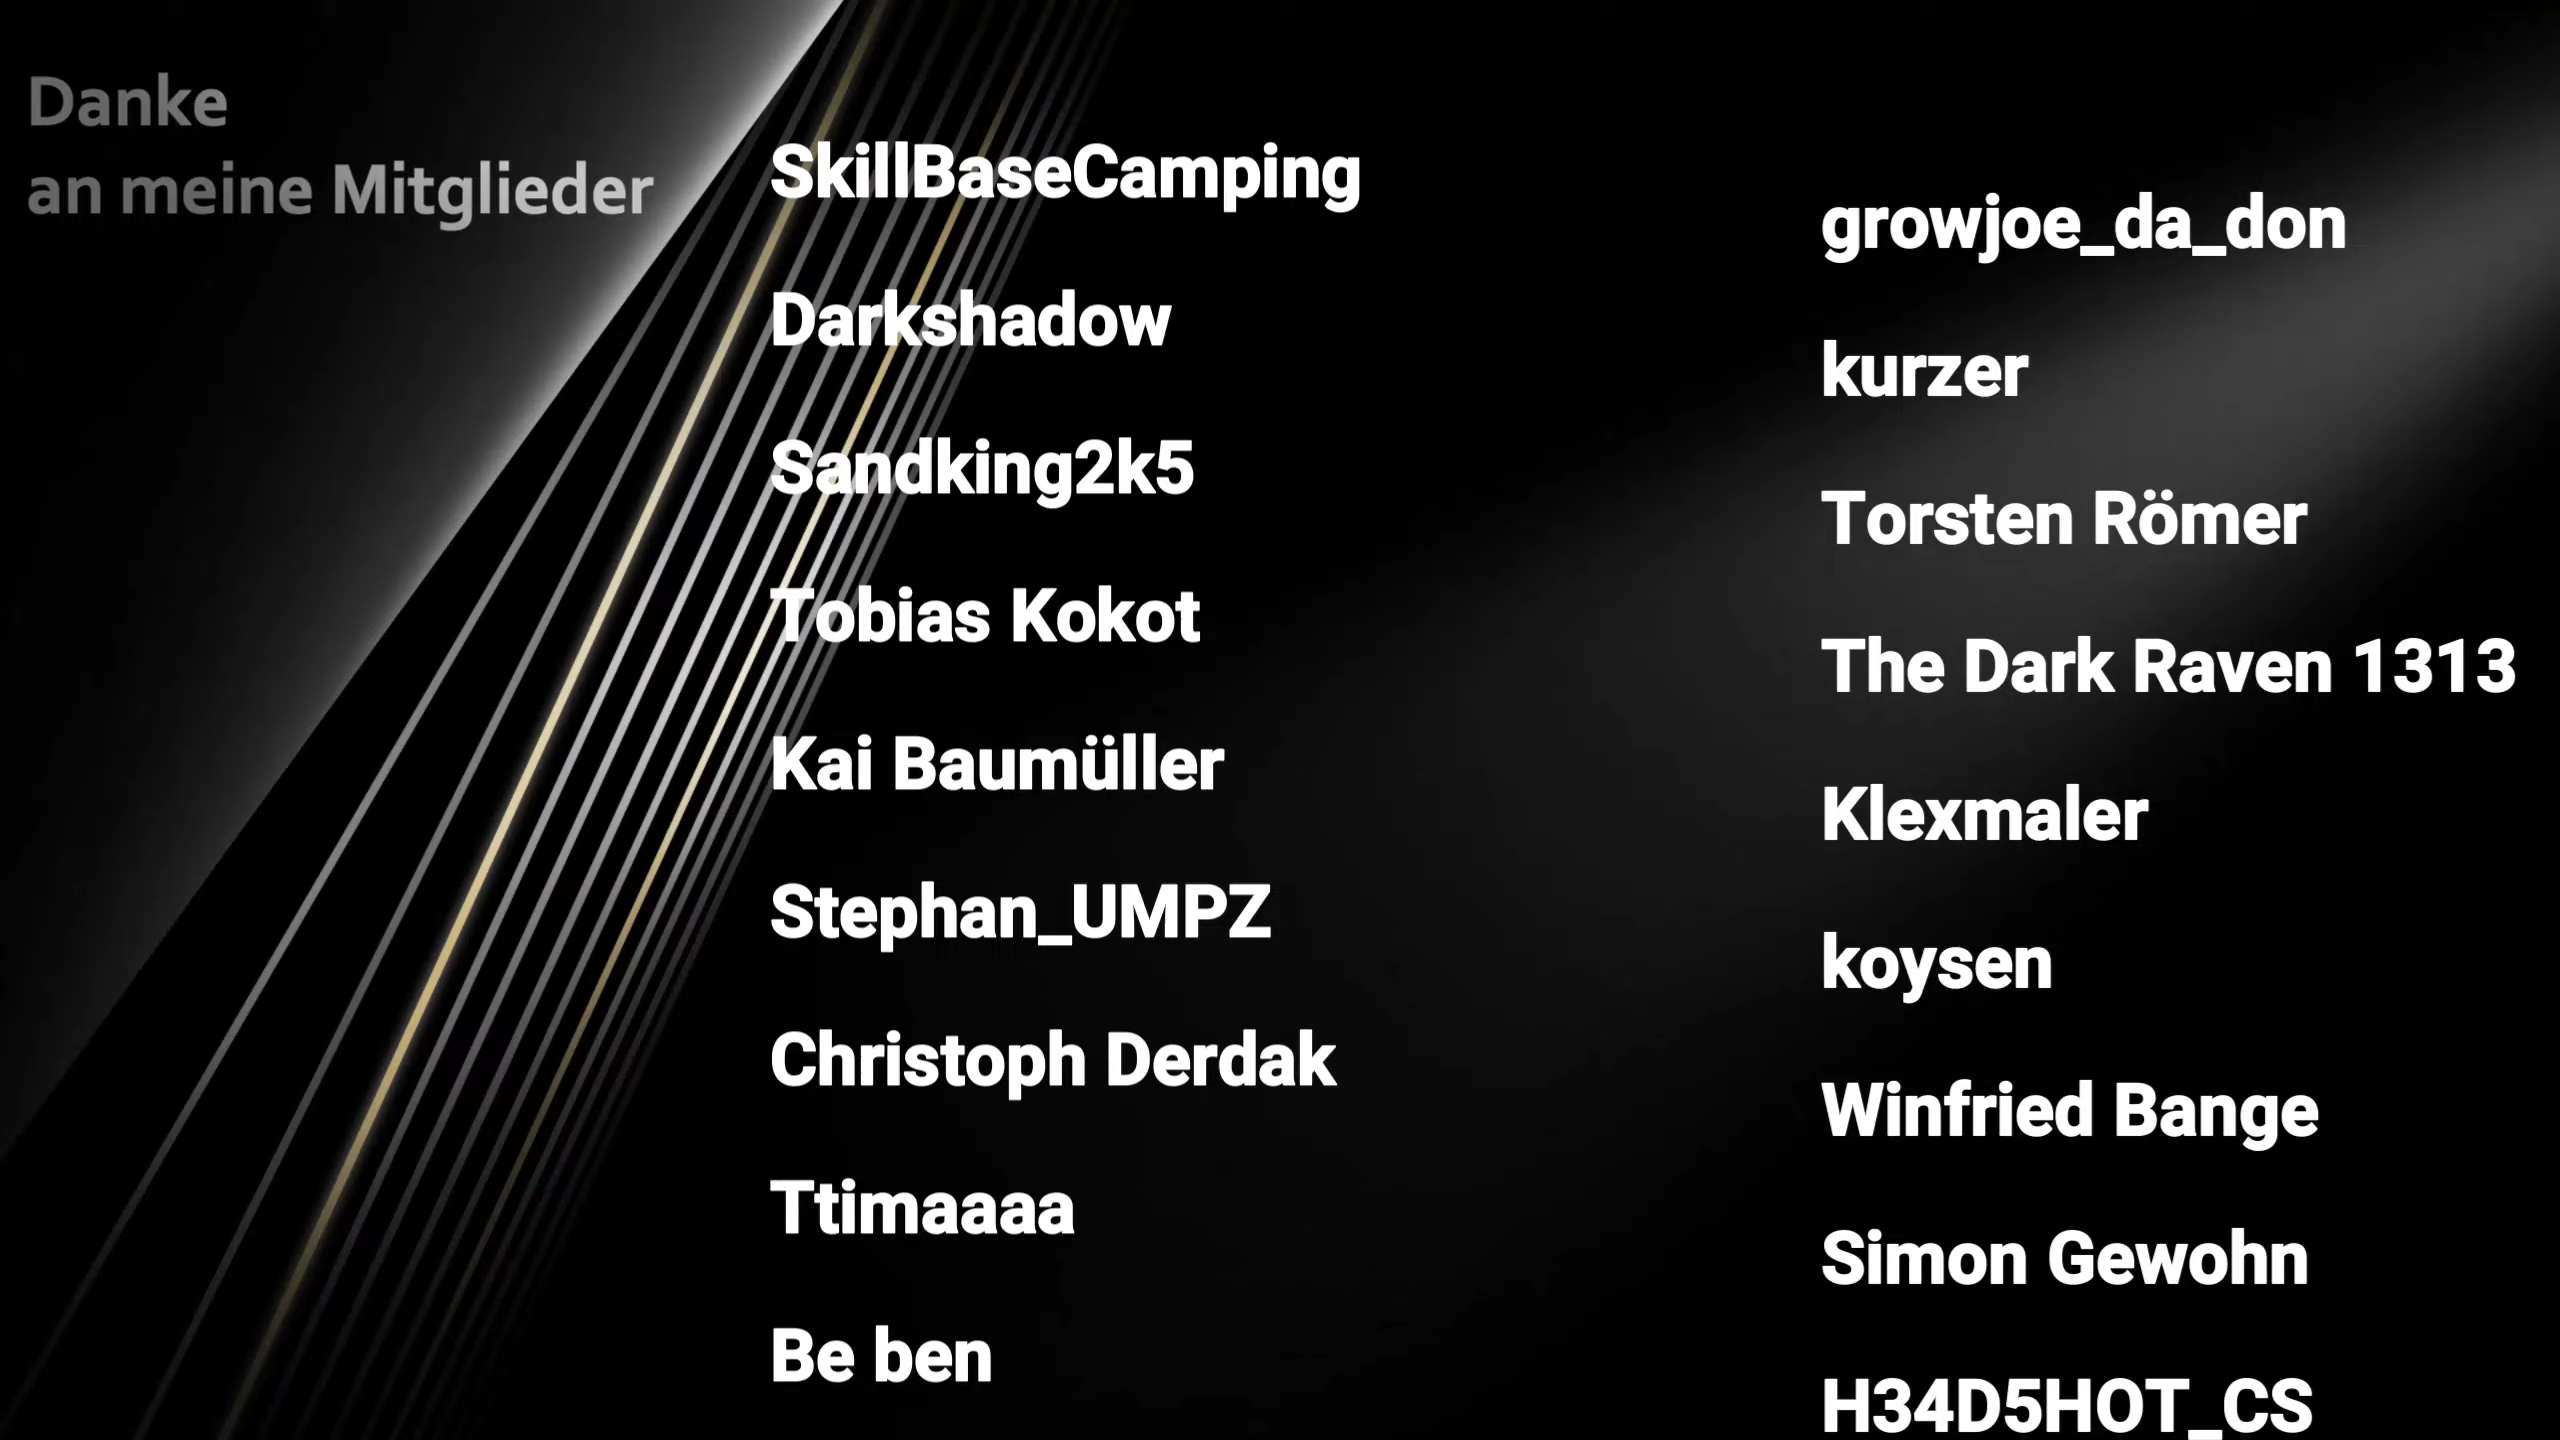 Danke
an meine Mitglieder
SkillBaseCamping
Darkshadow
Sandking2k5
Tobias Kokot
Kai Baumüller
Stephan_UMPZ
Christoph Derdak
Ttimaaaa
Be ben
growjoe_da_don
kurzer
Torsten Römer
The Dark Raven 1313
Klexmaler
koysen
Winfried Bange
Simon Gewohn
H34D5HOT_CS